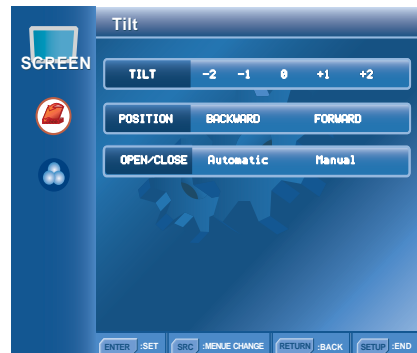 Tilt
SCREEN
TILT -2 -1 0 +1 +2
POSITION BACKWARD FORWARD
OPEN/CLOSE Automatic Manual
ENTER :SET SRC :MENUE CHANGE RETURN :BACK SETUP :END